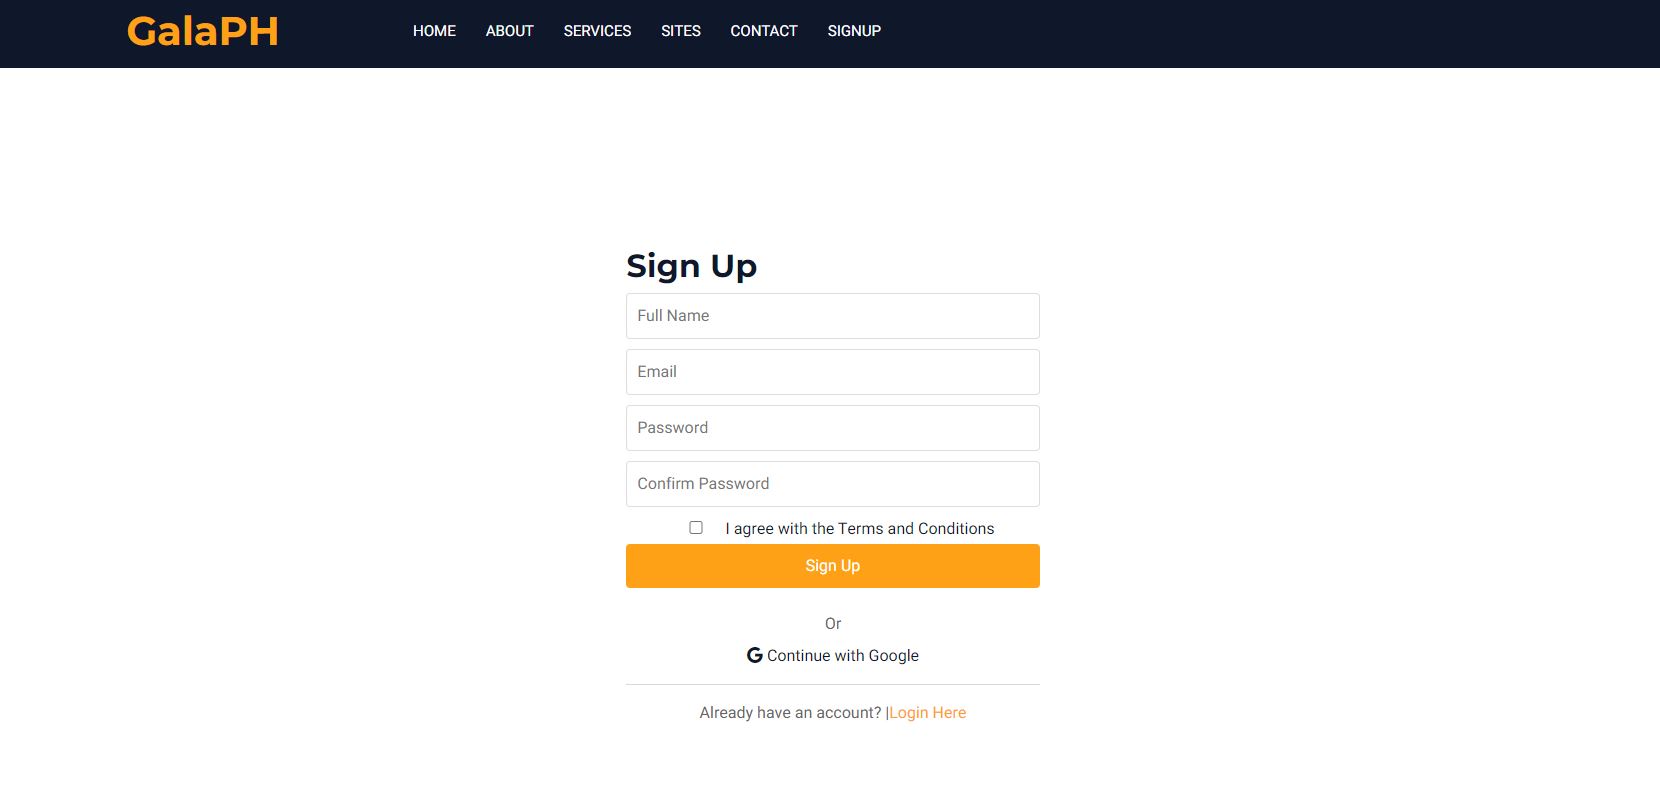 GalaPH
HOME ABOUT SERVICES SITES CONTACT SIGNUP
Sign Up
Full Name
Email
Password
Confirm Password
I agree with the Terms and Conditions
Sign Up
Or
Continue with Google
Already have an account? |Login Here